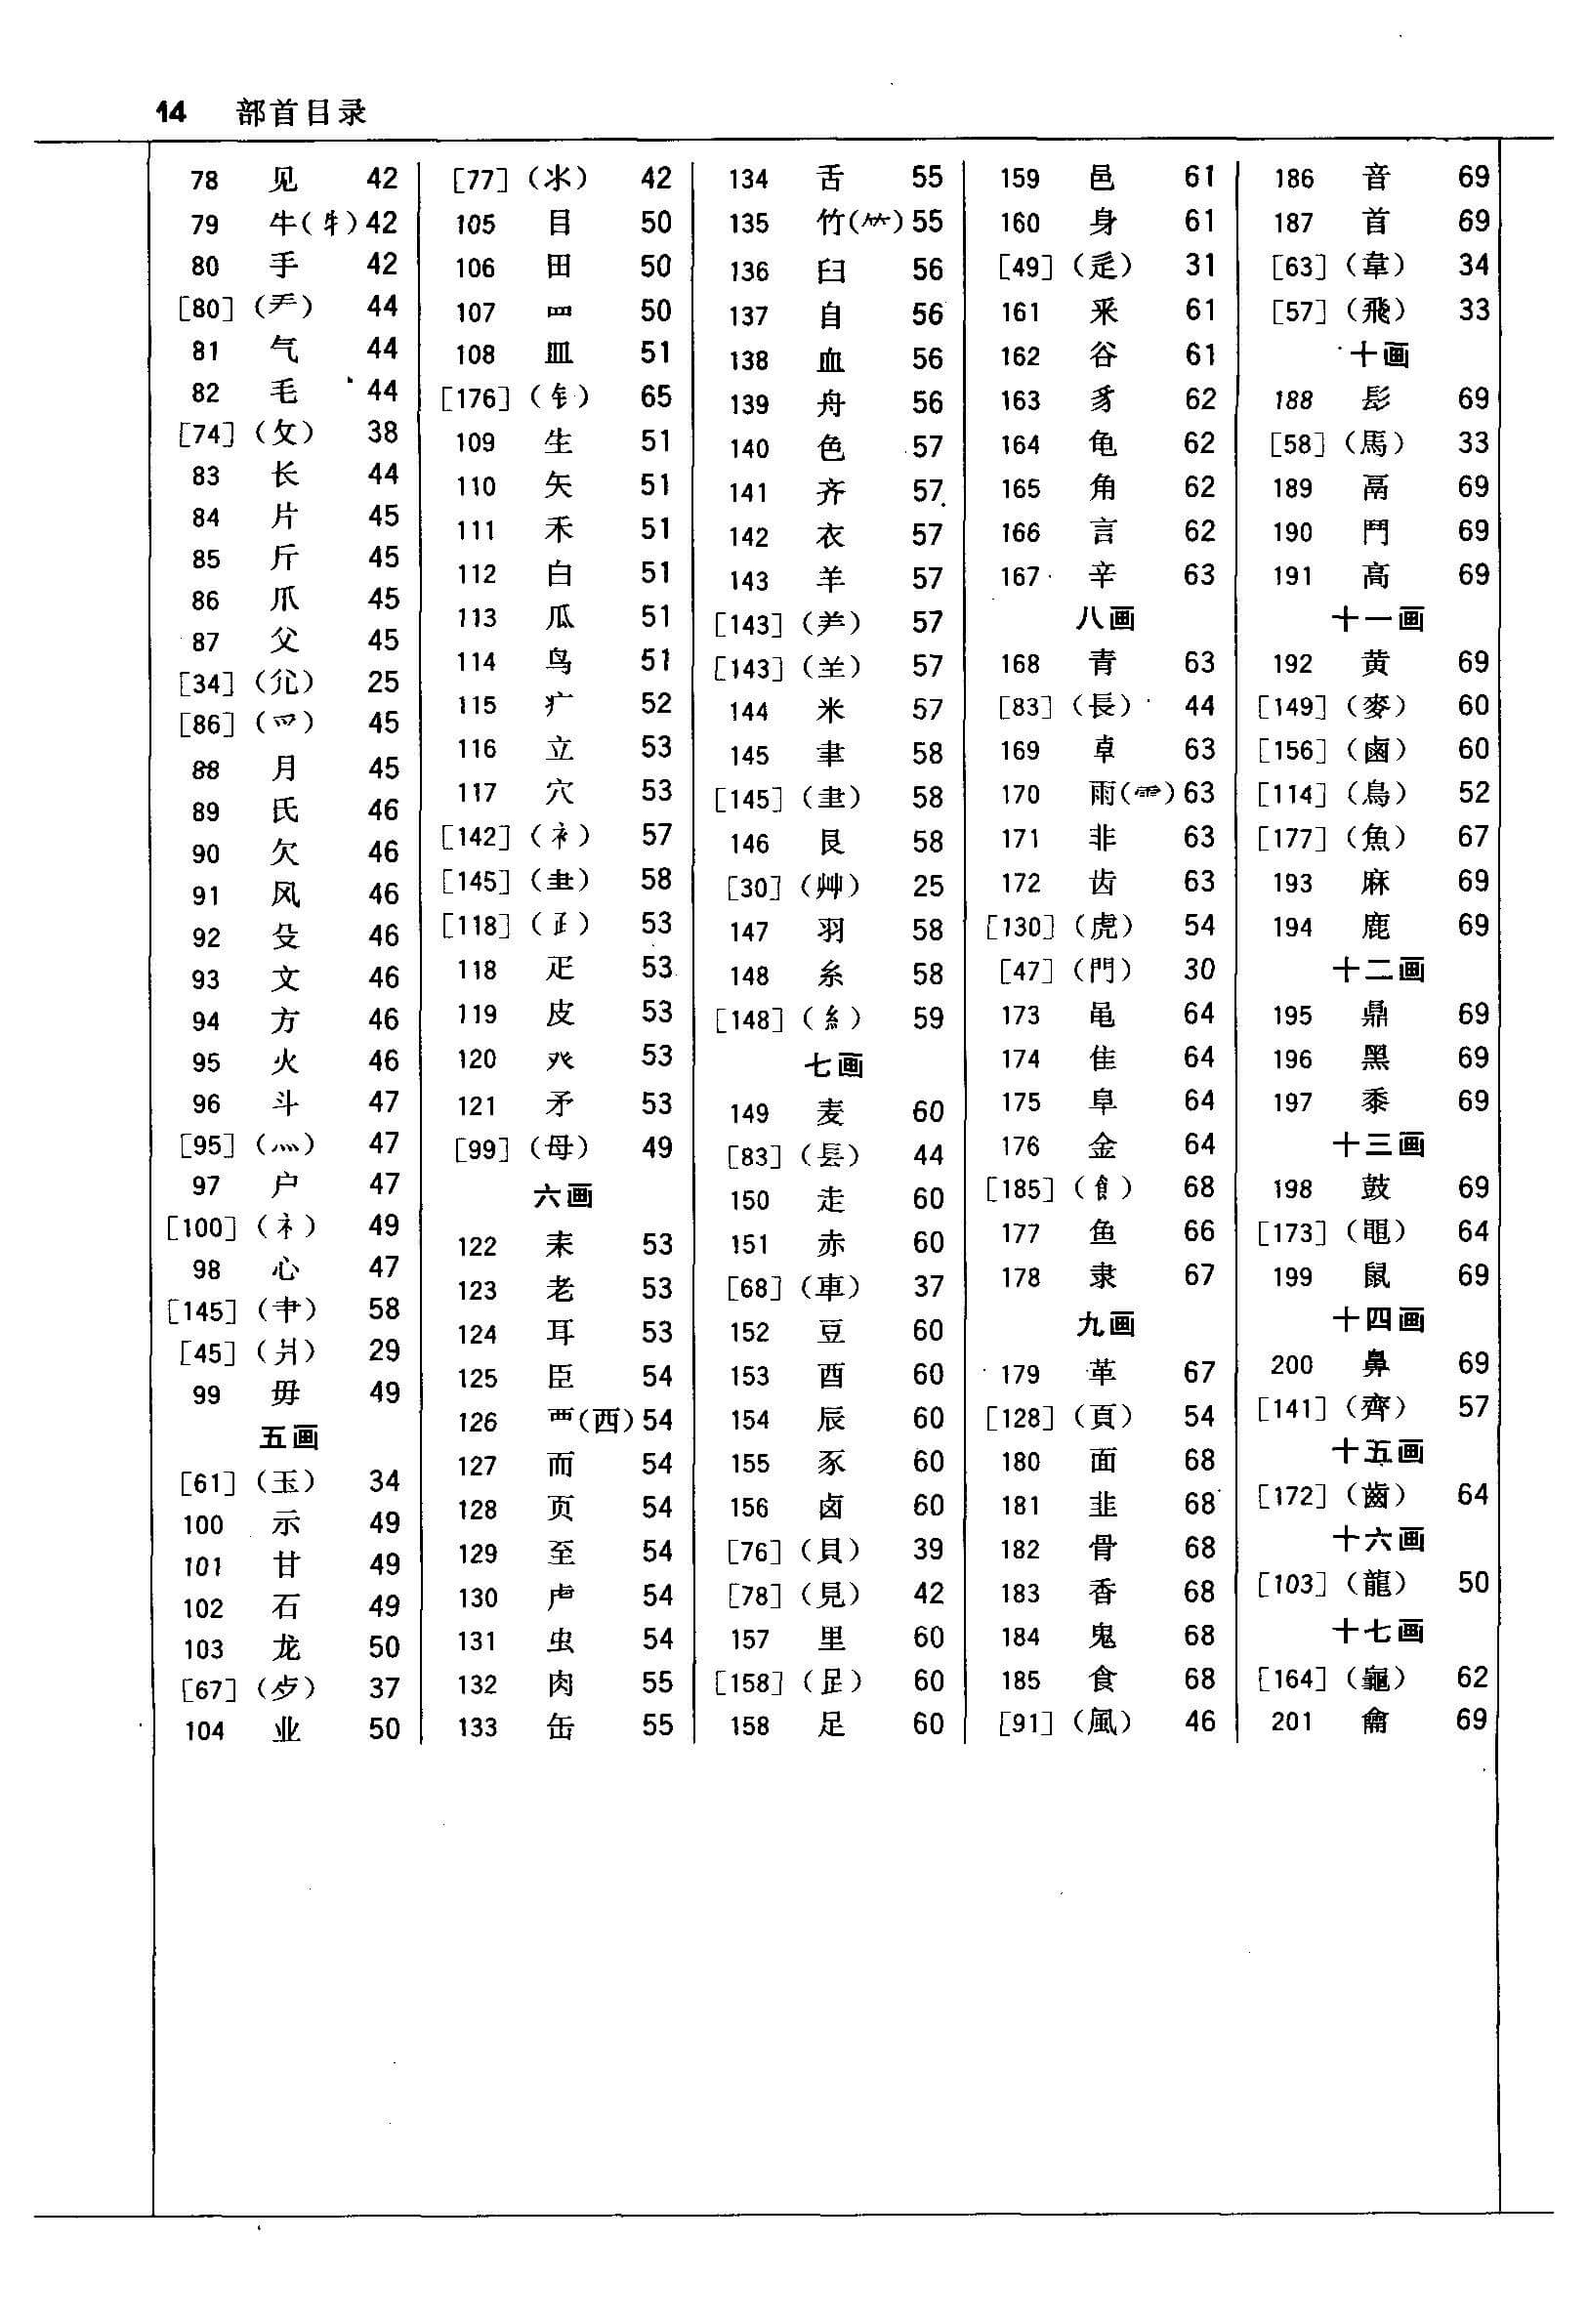 14 部首目录
78 见 42
79 牛(牜)42
80 手 42
[80](龵) 44
81 气 44
82 毛 44
[74](攵) 38
83 长 44
84 片 45
85 斤 45
86 爪 45
87 父 45
[34](尣) 25
[86](爫) 45
88 月 45
89 氏 46
90 欠 46
91 风 46
92 殳 46
93 文 46
94 方 46
95 火 46
96 斗 47
[95](灬) 47
97 户 47
[100](礻) 49
98 心 47
[145](肀) 58
[45](爿) 29
99 毋 49
五画
[61](玉) 34
100 示 49
101 甘 49
102 石 49
103 龙 50
[67](歺) 37
104 业 50
[77](氺) 42
105 目 50
106 田 50
107 罒 50
108 皿 51
[176](钅) 65
109 生 51
110 矢 51
111 禾 51
112 白 51
113 瓜 51
114 鸟 51
115 疒 52
116 立 53
117 穴 53
[142](衤) 57
[145](⺻) 58
[118](𤴔) 53
118 疋 53
119 皮 53
120 癶 53
121 矛 53
[99](母) 49
六画
122 耒 53
123 老 53
124 耳 53
125 臣 54
126 覀(西)54
127 而 54
128 页 54
129 至 54
130 虍 54
131 虫 54
132 肉 55
133 缶 55
134 舌 55
135 竹(⺮)55
136 臼 56
137 自 56
138 血 56
139 舟 56
140 色 57
141 齐 57
142 衣 57
143 羊 57
[143](⺶) 57
[143](⺷) 57
144 米 57
145 聿 58
[145](⺻) 58
146 艮 58
[30](艸) 25
147 羽 58
148 糸 58
[148](糹) 59
七画
149 麦 60
[83](镸) 44
150 走 60
151 赤 60
[68](車) 37
152 豆 60
153 酉 60
154 辰 60
155 豕 60
156 卤 60
[76](貝) 39
[78](見) 42
157 里 60
[158](⻊) 60
158 足 60
159 邑 61
160 身 61
[49](辵) 31
161 釆 61
162 谷 61
163 豸 62
164 龟 62
165 角 62
166 言 62
167 辛 63
八画
168 青 63
[83](長) 44
169 卓 63
170 雨(⻗)63
171 非 63
172 齿 63
[130](虎) 54
[47](門) 30
173 黾 64
174 隹 64
175 阜 64
176 金 64
[185](飠) 68
177 鱼 66
178 隶 67
九画
179 革 67
[128](頁) 54
180 面 68
181 韭 68
182 骨 68
183 香 68
184 鬼 68
185 食 68
[91](風) 46
186 音 69
187 首 69
[63](韋) 34
[57](飛) 33
十画
188 髟 69
[58](馬) 33
189 鬲 69
190 鬥 69
191 高 69
十一画
192 黄 69
[149](麥) 60
[156](鹵) 60
[114](鳥) 52
[177](魚) 67
193 麻 69
194 鹿 69
十二画
195 鼎 69
196 黑 69
197 黍 69
十三画
198 鼓 69
[173](黽) 64
199 鼠 69
十四画
200 鼻 69
[141](齊) 57
十五画
[172](齒) 64
十六画
[103](龍) 50
十七画
[164](龜) 62
201 龠 69